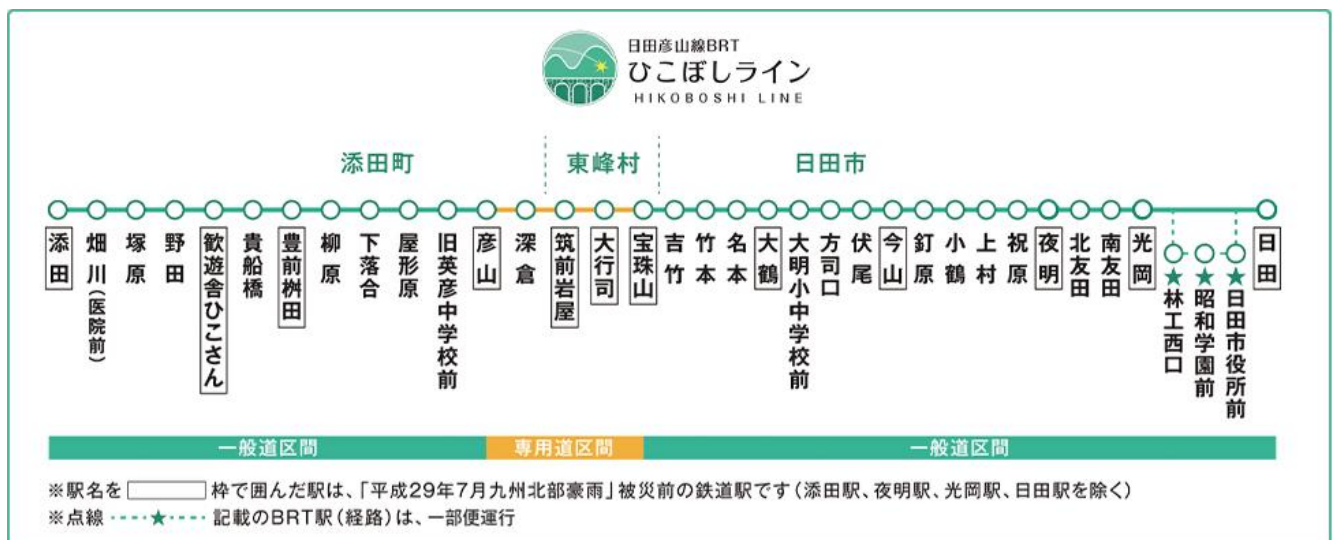 日田彦山線BRT
ひこぼしライン
HIKOBOSHI LINE
添田町
東峰村
日田市
添田
畑川(医院前)
塚原
野田
歓遊舎ひこさん
貴船橋
豊前桝田
柳原
下落合
屋形原
旧英彦中学校前
彦山
深倉
筑前岩屋
大行司
宝珠山
吉竹
竹本
名本
大鶴
大明小中学校前
方司口
伏尾
今山
釘原
小鶴
上村
祝原
夜明
北友田
南友田
光岡
★林工西口
★昭和学園前
★日田市役所前
日田
一般道区間
専用道区間
一般道区間
※駅名を 枠で囲んだ駅は、「平成29年7月九州北部豪雨」被災前の鉄道駅です(添田駅、夜明駅、光岡駅、日田駅を除く)
※点線 ‥‥★‥‥ 記載のBRT駅(経路)は、一部便運行